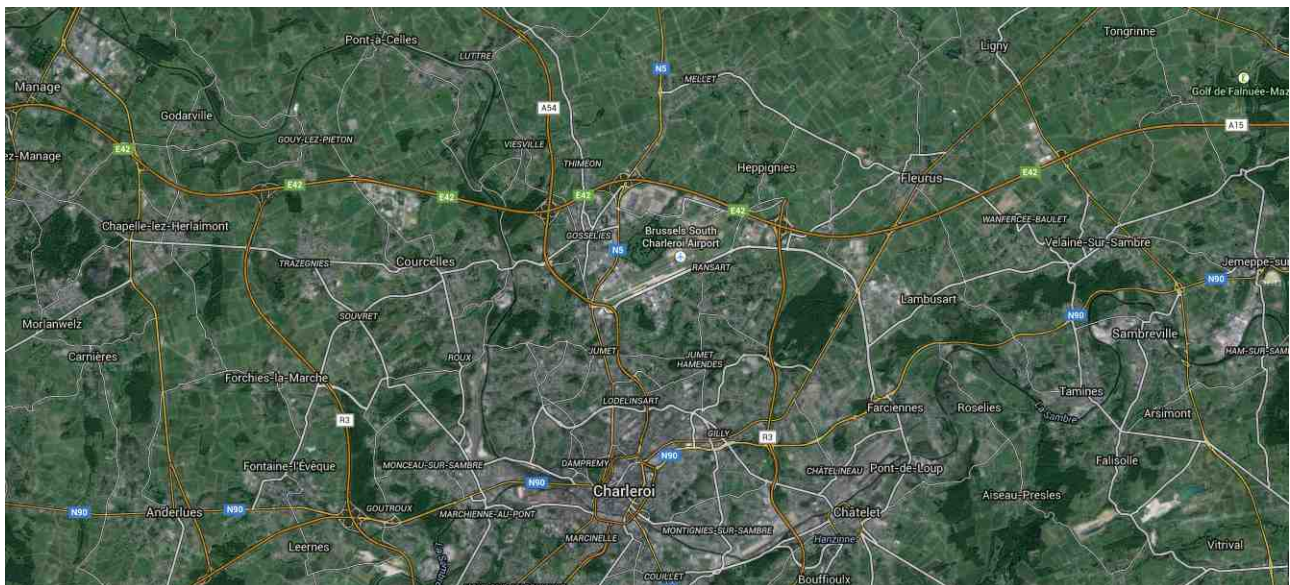 Tongrinne
Pont-à-Celles
Ligny
LUTTRE
N5
MELLET
Manage
Golf de Falnuée-Maz
A54
Godarville
A15
GOUY-LEZ-PIETON
VIESVILLE
E42
ez-Manage
THIMEON
Heppignies
E42
Fleurus
E42
E42
E42
E42
WANFERCEE-BAULET
Chapelle-lez-Herlaimont
GOSSELIES
Brussels South
Charleroi Airport
Velaine-Sur-Sambre
N5
TRAZEGNIES
Courcelles
RANSART
Jemeppe-sur
N90
Lambusart
SOUVRET
N90
Morlanwelz
Sambreville
Carnières
ROUX
JUMET
JUMET
HAMENDES
HAM-SUR-SAMB
Forchies-la-Marche
Tamines
LODELINSART
Farciennes
Roselies
La Sambre
Arsimont
R3
GILLY
R3
N90
DAMPREMY
Fontaine-l'Évêque
MONCEAU-SUR-SAMBRE
CHÂTELINEAU
Pont-de-Loup
Falisolle
N90
Charleroi
Aiseau-Presles
N90
Anderlues
N90
GOUTROUX
MARCHIENNE-AU-PONT
Châtelet
MONTIGNIES-SUR-SAMBRE
MARCINELLE
Hanzinne
Leernes
Vitrival
COUILLET
Bouffioulx